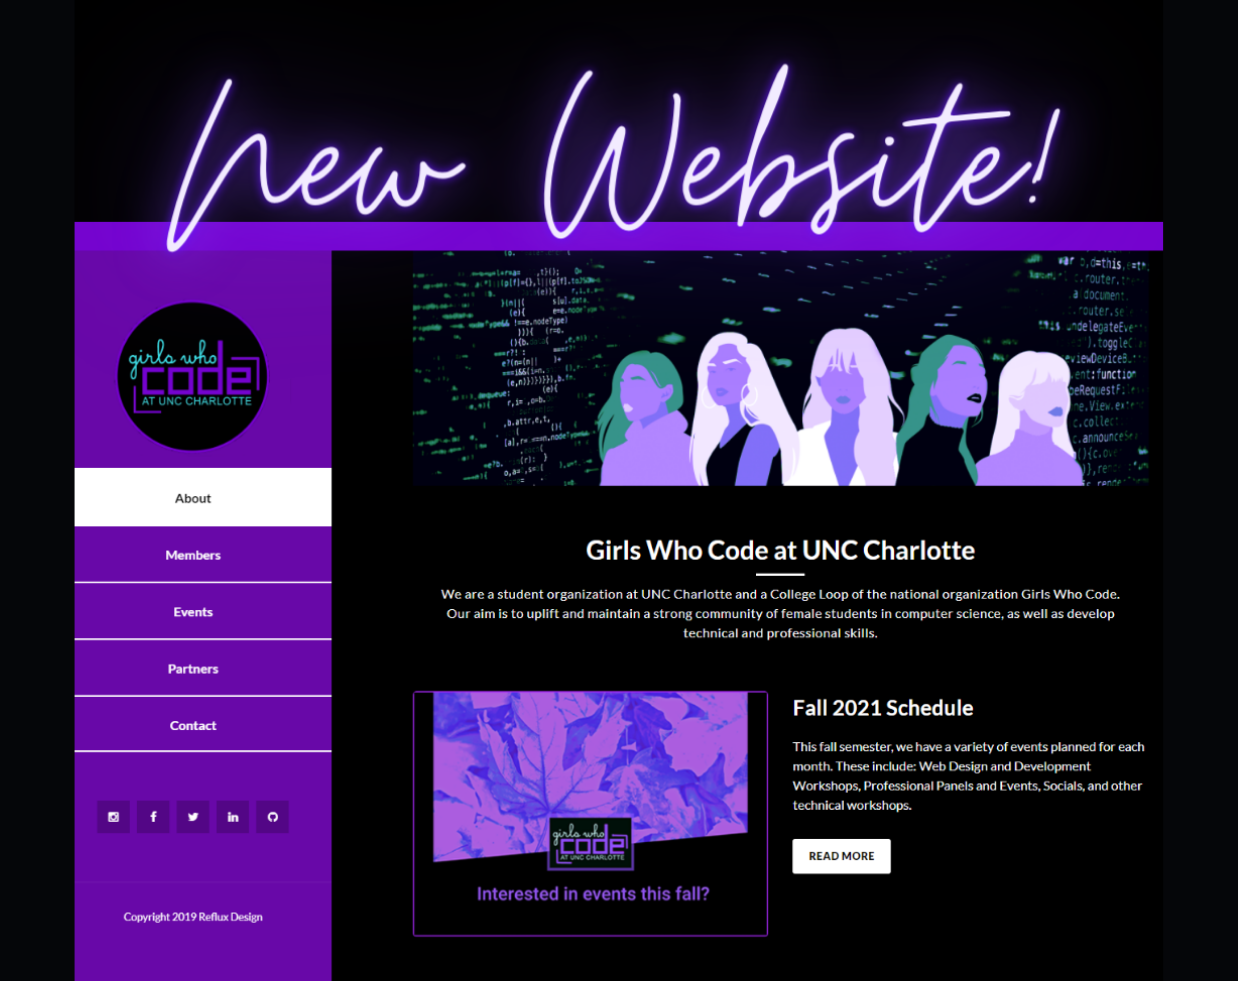 New Website!
girls who
code
AT UNC CHARLOTTE
About
Members
Events
Partners
Contact
Copyright 2019 Reflux Design
Girls Who Code at UNC Charlotte
We are a student organization at UNC Charlotte and a College Loop of the national organization Girls Who Code.
Our aim is to uplift and maintain a strong community of female students in computer science, as well as develop
technical and professional skills.
girls who
code
AT UNC CHARLOTTE
Interested in events this fall?
Fall 2021 Schedule
This fall semester, we have a variety of events planned for each
month. These include: Web Design and Development
Workshops, Professional Panels and Events, Socials, and other
technical workshops.
READ MORE